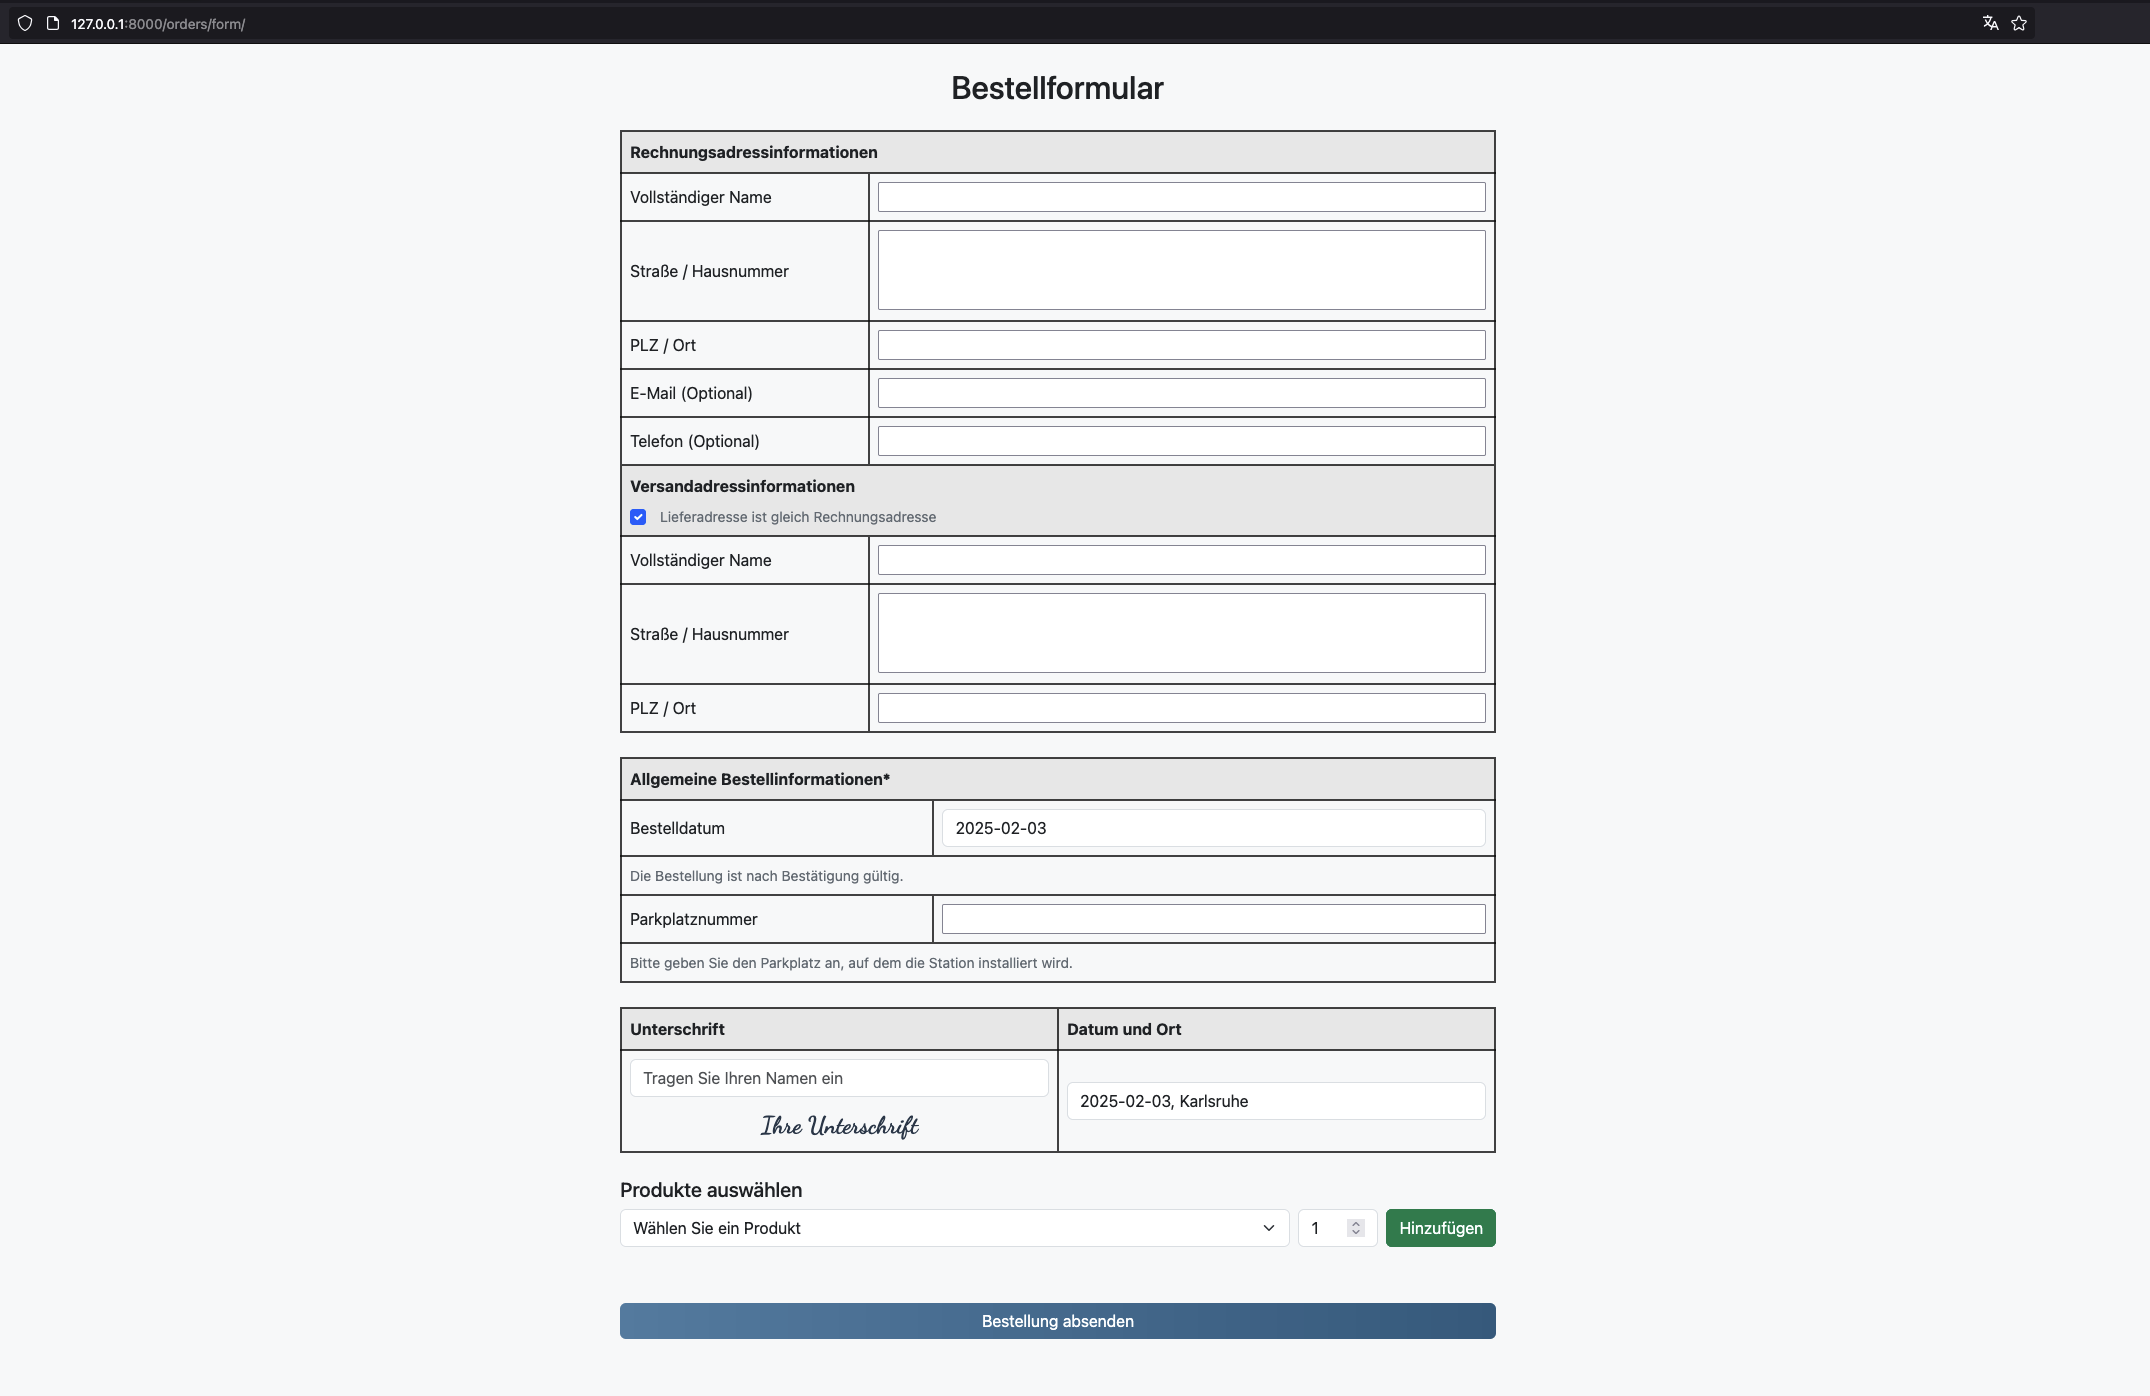 127.0.0.1:8000/orders/form/
Bestellformular
Rechnungsadressinformationen
Vollständiger Name
Straße / Hausnummer
PLZ / Ort
E-Mail (Optional)
Telefon (Optional)
Versandadressinformationen
Lieferadresse ist gleich Rechnungsadresse
Vollständiger Name
Straße / Hausnummer
PLZ / Ort
Allgemeine Bestellinformationen*
Bestelldatum 2025-02-03
Die Bestellung ist nach Bestätigung gültig.
Parkplatznummer
Bitte geben Sie den Parkplatz an, auf dem die Station installiert wird.
Unterschrift Datum und Ort
Tragen Sie Ihren Namen ein
2025-02-03, Karlsruhe
Ihre Unterschrift
Produkte auswählen
Wählen Sie ein Produkt 1 Hinzufügen
Bestellung absenden